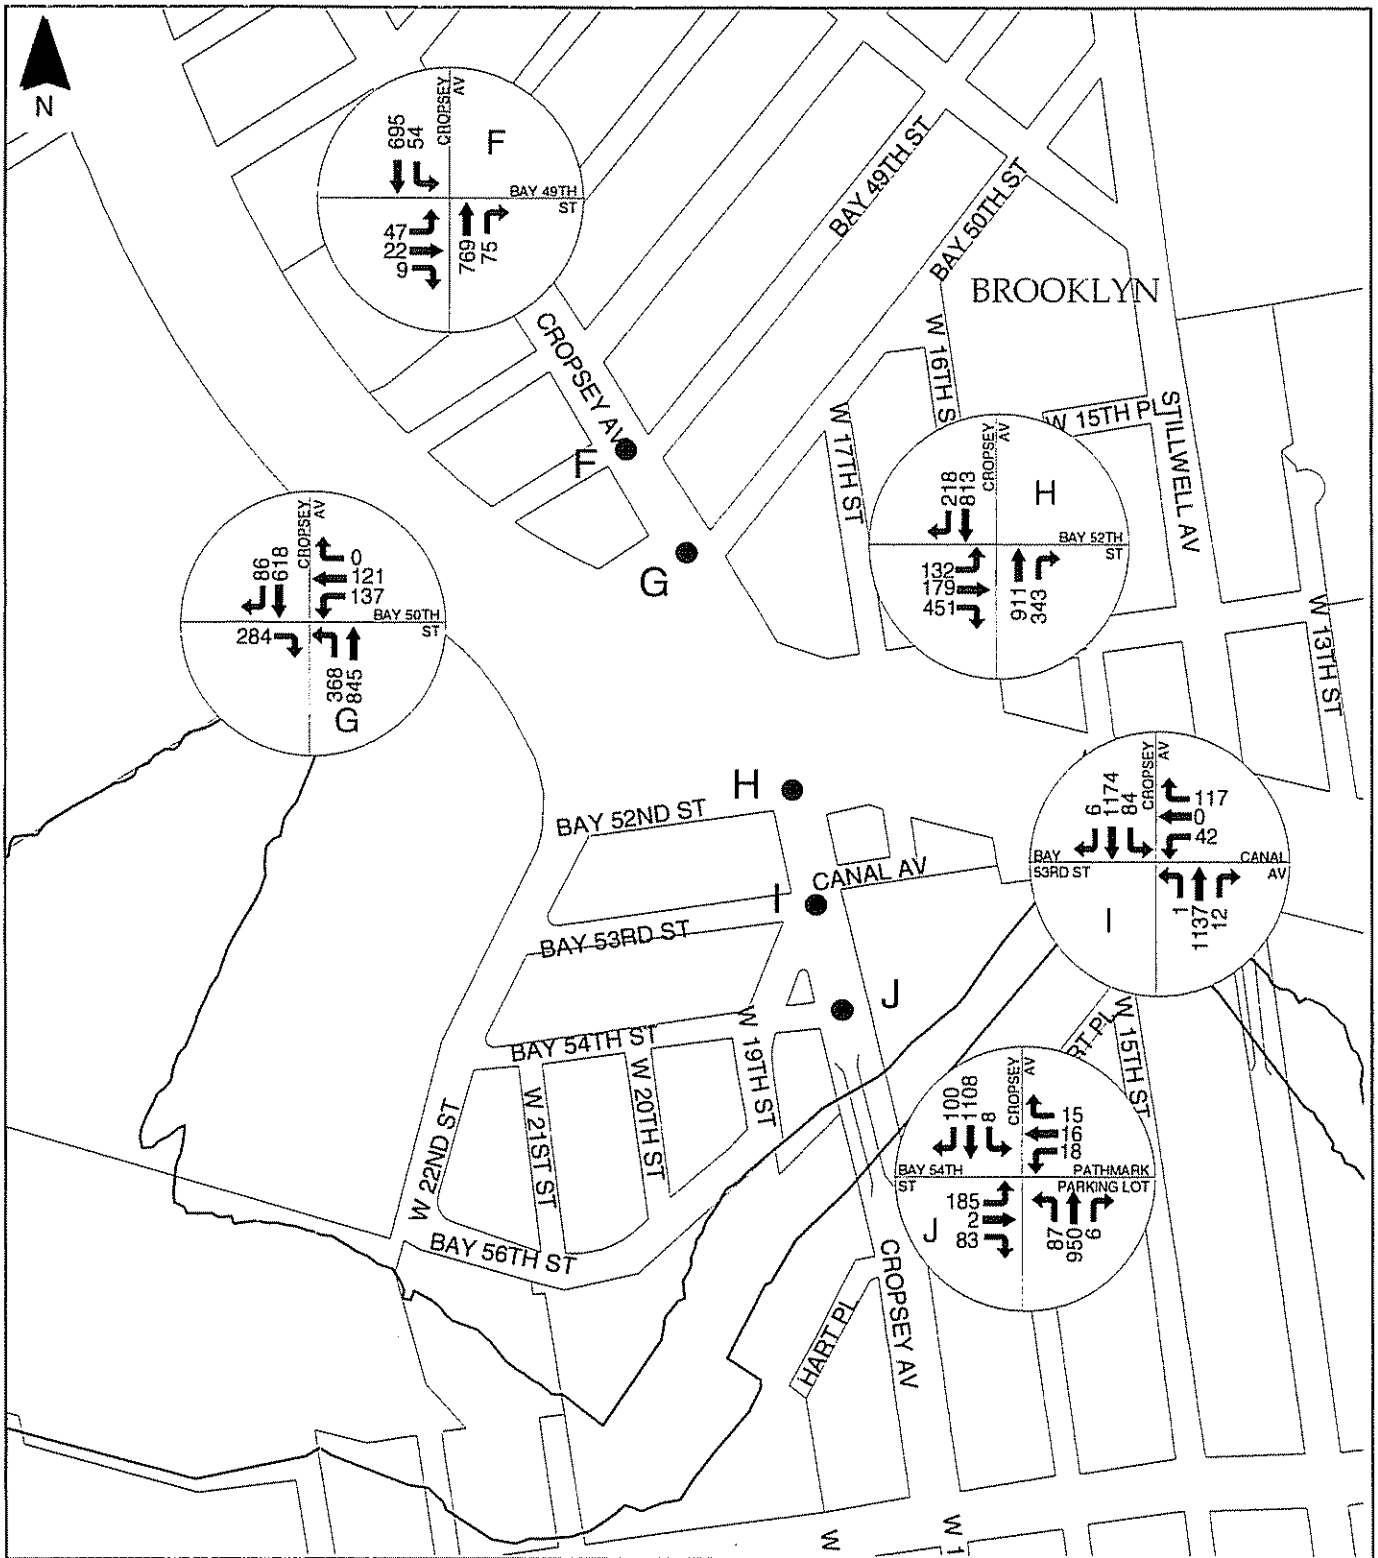 N
CROPSEY
AV
F
695
54
BAY 49TH
ST
47
22
9
769
75
BAY 49TH ST
BAY 50TH ST
BROOKLYN
CROPSEY AV
F
G
W 19TH S
W 17TH ST
W 15TH PL
STILLWELL AV
W 13TH ST
CROPSEY
AV
H
218
813
BAY 52TH
ST
132
179
451
911
343
CROPSEY
AV
86
618
0
121
137
BAY 50TH
ST
284
368
845
G
H
BAY 52ND ST
CANAL AV
I
BAY 53RD ST
J
CROPSEY
AV
6
1174
84
117
0
42
BAY
53RD ST
CANAL
AV
1
1137
12
I
BAY 54TH ST
W 19TH ST
W 20TH ST
W 21ST ST
W 22ND ST
BAY 56TH ST
RT PL
W 15TH ST
CROPSEY
AV
100
1108
8
15
16
18
BAY 54TH
ST
PATHMARK
PARKING LOT
185
2
83
J
87
950
6
HART PL
CROPSEY AV
W
W 1